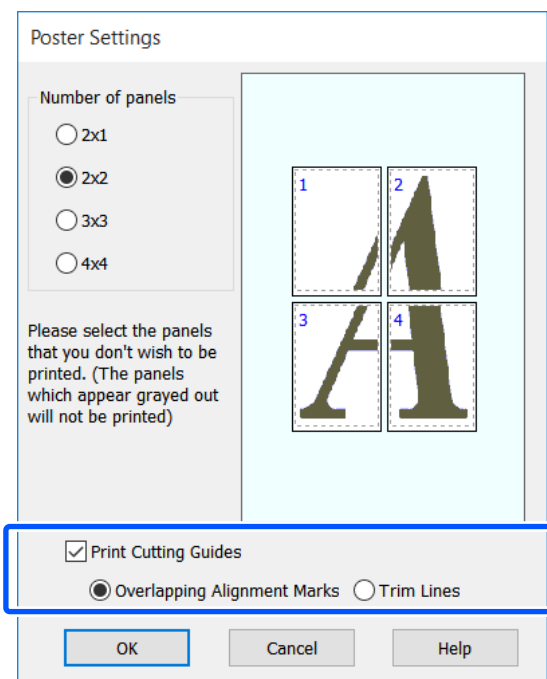 Poster Settings
Number of panels
2x1
2x2
3x3
4x4
1
2
3
4
Please select the panels
that you don't wish to be
printed. (The panels
which appear grayed out
will not be printed)
Print Cutting Guides
Overlapping Alignment Marks Trim Lines
OK Cancel Help